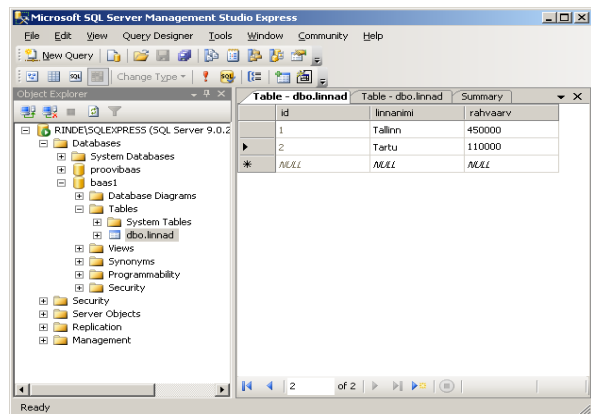 Microsoft SQL Server Management Studio Express
File Edit View Query Designer Tools Window Community Help
New Query
Change Type
Object Explorer
RINDE\SQLEXPRESS (SQL Server 9.0.2
Databases
System Databases
proovibaas
baas1
Database Diagrams
Tables
System Tables
dbo.linnad
Views
Synonyms
Programmability
Security
Security
Server Objects
Replication
Management
Table - dbo.linnad Table - dbo.linnad Summary
id linnanimi rahvaarv
1 Tallinn 450000
2 Tartu 110000
NULL NULL NULL
2 of 2
Ready